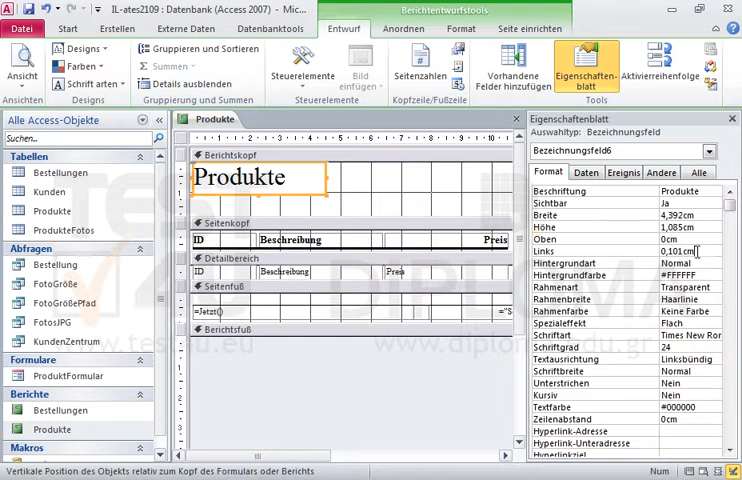 IL-ates2109 : Datenbank (Access 2007) - Mic...
Berichtentwurfstools
Datei
Start
Erstellen
Externe Daten
Datenbanktools
Entwurf
Anordnen
Format
Seite einrichten
Ansicht
Designs
Farben
Schrift arten
Gruppieren und Sortieren
Summen
Details ausblenden
Steuerelemente
Bild
einfügen
Seitenzahlen
Vorhandene
Felder hinzufügen
Eigenschaften-
blatt
Aktivierreihenfolge
Ansichten
Designs
Gruppierung und Summen
Steuerelemente
Kopfzeile/Fußzeile
Tools
Alle Access-Objekte
Suchen...
Tabellen
Bestellungen
Kunden
Produkte
ProdukteFotos
Abfragen
Bestellung
FotoGröße
FotoGrößePfad
FotosJPG
KundenZentrum
Formulare
ProduktFormular
Berichte
Bestellungen
Produkte
Makros
Produkte
Berichtskopf
Produkte
Seitenkopf
ID
Beschreibung
Preis
Detailbereich
ID
Beschreibung
Preis
Seitenfuß
=Jetzt()
="S
Berichtsfuß
Eigenschaftenblatt
Auswahltyp: Bezeichnungsfeld
Bezeichnungsfeld6
Format
Daten
Ereignis
Andere
Alle
Beschriftung Produkte
Sichtbar Ja
Breite 4,392cm
Höhe 1,085cm
Oben 0cm
Links 0,101cm
Hintergrundart Normal
Hintergrundfarbe #FFFFFF
Rahmenart Transparent
Rahmenbreite Haarlinie
Rahmenfarbe Keine Farbe
Spezialeffekt Flach
Schriftart Times New Ror
Schriftgrad 24
Textausrichtung Linksbündig
Schriftbreite Normal
Unterstrichen Nein
Kursiv Nein
Textfarbe #000000
Zeilenabstand 0cm
Hyperlink-Adresse
Hyperlink-Unteradresse
Hyperlinkziel
Vertikale Position des Objekts relativ zum Kopf des Formulars oder Berichts
Num